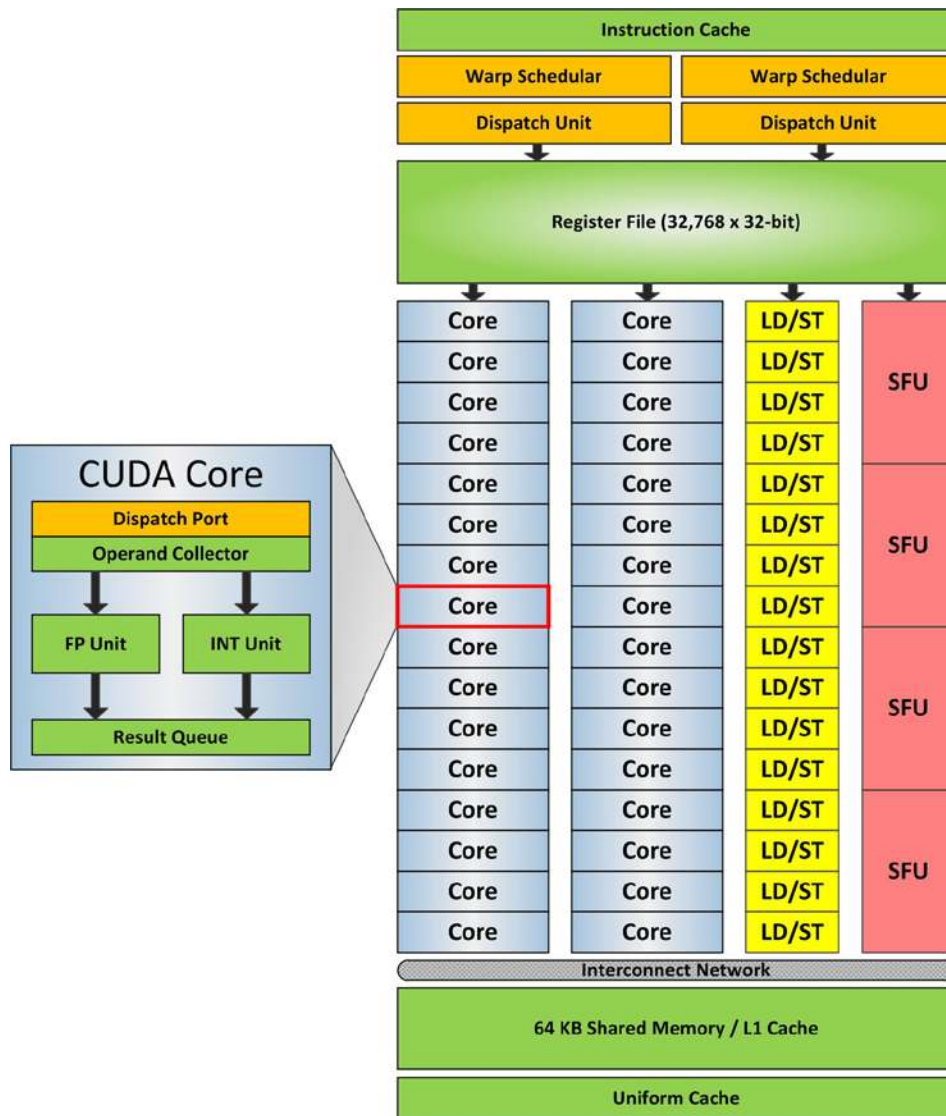 Instruction Cache
Warp Schedular Warp Schedular
Dispatch Unit Dispatch Unit
Register File (32,768 x 32-bit)
Core Core LD/ST
Core Core LD/ST
SFU
Core Core LD/ST
Core Core LD/ST
Core Core LD/ST
Core Core LD/ST
SFU
Core Core LD/ST
Core Core LD/ST
Core Core LD/ST
Core Core LD/ST
SFU
Core Core LD/ST
Core Core LD/ST
Core Core LD/ST
Core Core LD/ST
SFU
Core Core LD/ST
Core Core LD/ST
Interconnect Network
64 KB Shared Memory / L1 Cache
Uniform Cache
CUDA Core
Dispatch Port
Operand Collector
FP Unit INT Unit
Result Queue